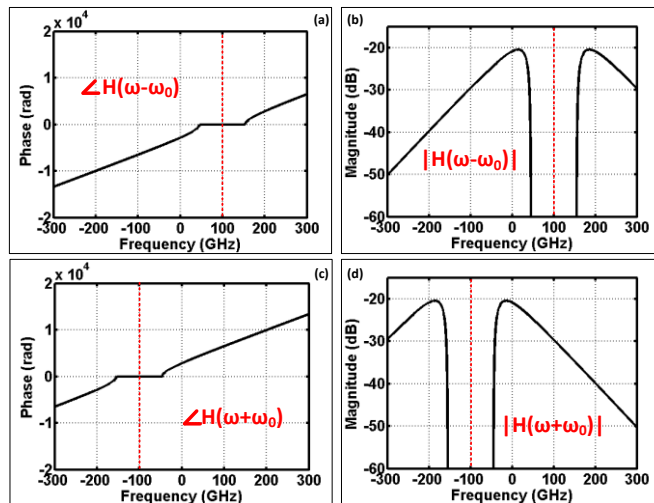 (a)
2 x 10^4
1
0
-1
-2
-300 -200 -100 0 100 200 300
Phase (rad)
Frequency (GHz)
∠H(ω-ω₀)
(b)
-20
-30
-40
-50
-60
-300 -200 -100 0 100 200 300
Magnitude (dB)
Frequency (GHz)
|H(ω-ω₀)|
(c)
2 x 10^4
1
0
-1
-2
-300 -200 -100 0 100 200 300
Phase (rad)
Frequency (GHz)
∠H(ω+ω₀)
(d)
-20
-30
-40
-50
-60
-300 -200 -100 0 100 200 300
Magnitude (dB)
Frequency (GHz)
|H(ω+ω₀)|